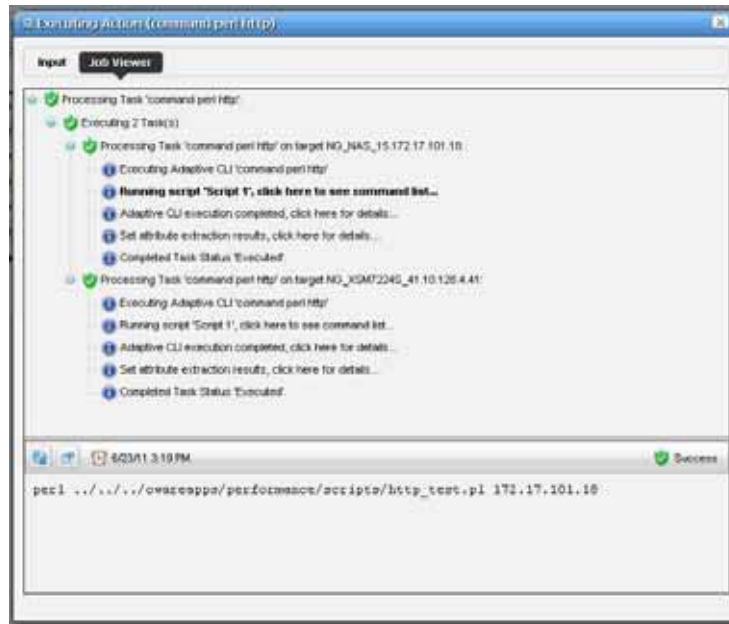 Executing Action (command perl http)
Input Job Viewer
Processing Task 'command perl http'
Executing 2 Task(s)
Processing Task 'command perl http' on target NG_NAS_15.172.17.101.18:
Executing Adaptive CLI 'command perl http'
Running script 'Script 1', click here to see command list...
Adaptive CLI execution completed, click here for details...
Set attribute extraction results, click here for details...
Completed Task Status 'Executed'
Processing Task 'command perl http' on target NG_XSM7224S_41.10.128.4.41:
Executing Adaptive CLI 'command perl http'
Running script 'Script 1', click here to see command list...
Adaptive CLI execution completed, click here for details...
Set attribute extraction results, click here for details...
Completed Task Status 'Executed'
6/23/11 3:19 PM Success
perl ../../../owareapps/performance/scripts/http_test.pl 172.17.101.18